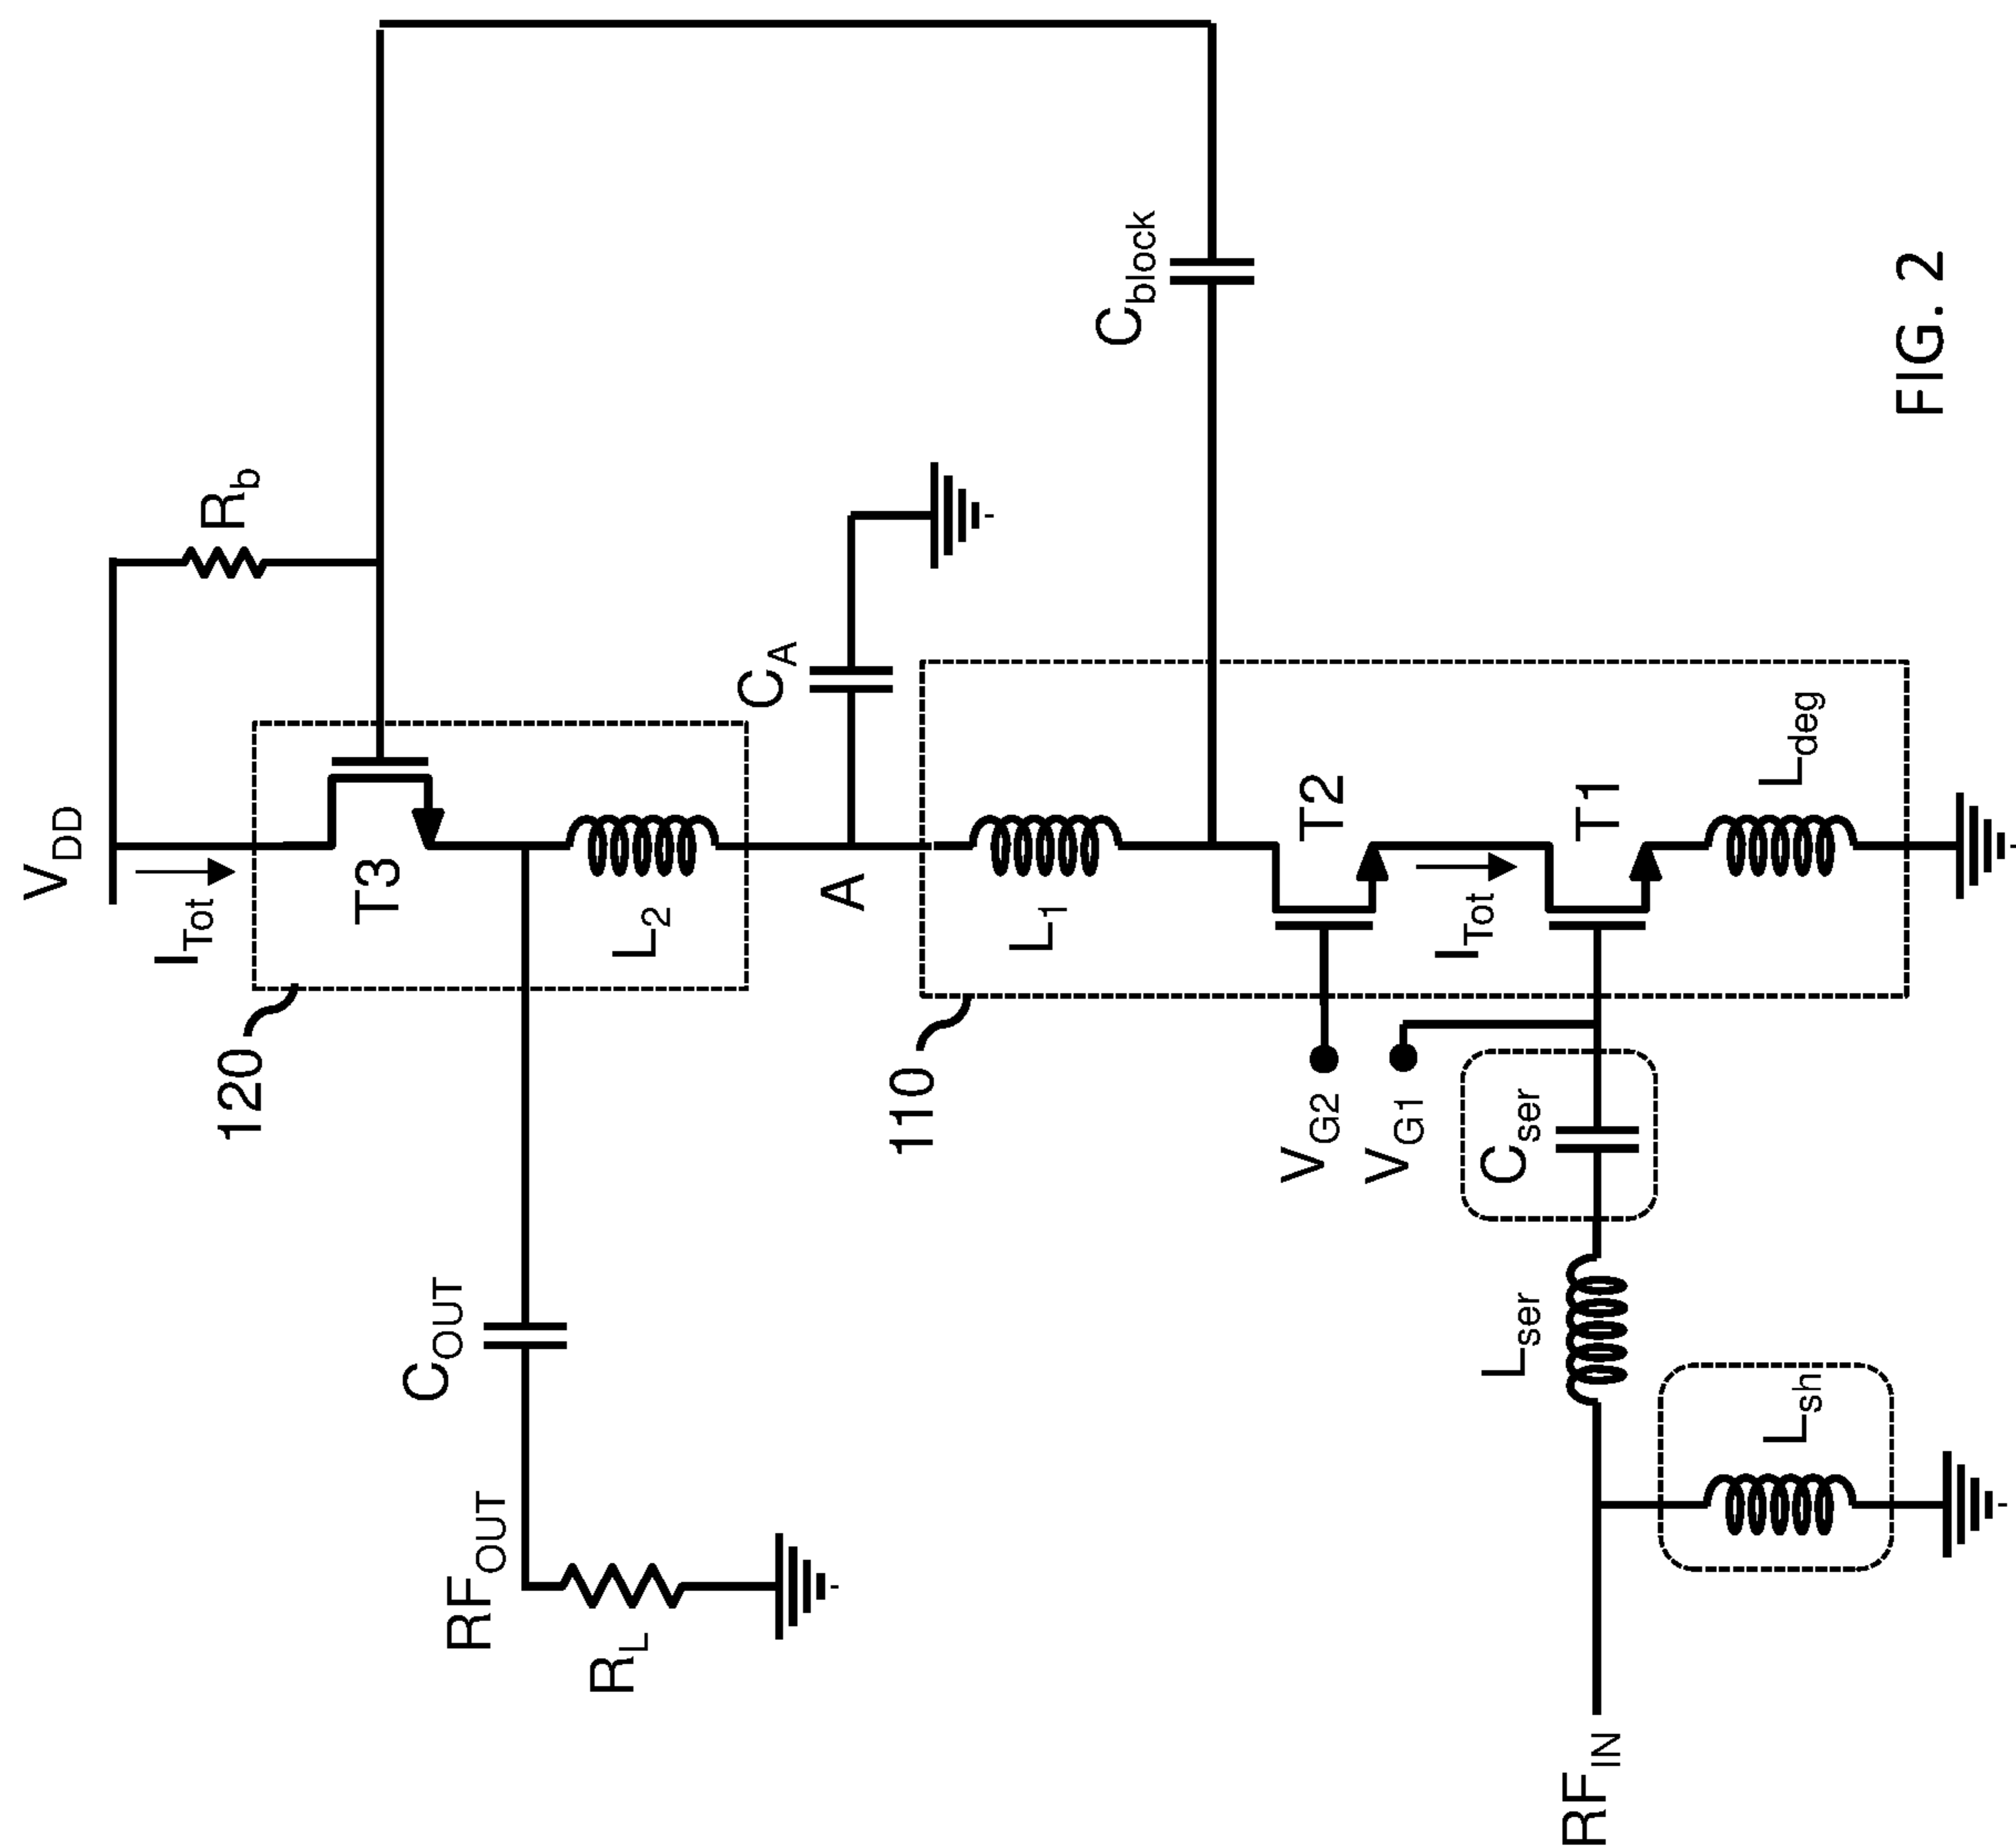 V_DD
I_Tot
R_b
120
T3
L_2
C_OUT
RF_OUT
R_L
C_A
A
110
L_1
C_block
V_G2
T2
V_G1
I_Tot
C_ser
T1
L_ser
L_deg
L_sh
RF_IN
FIG. 2